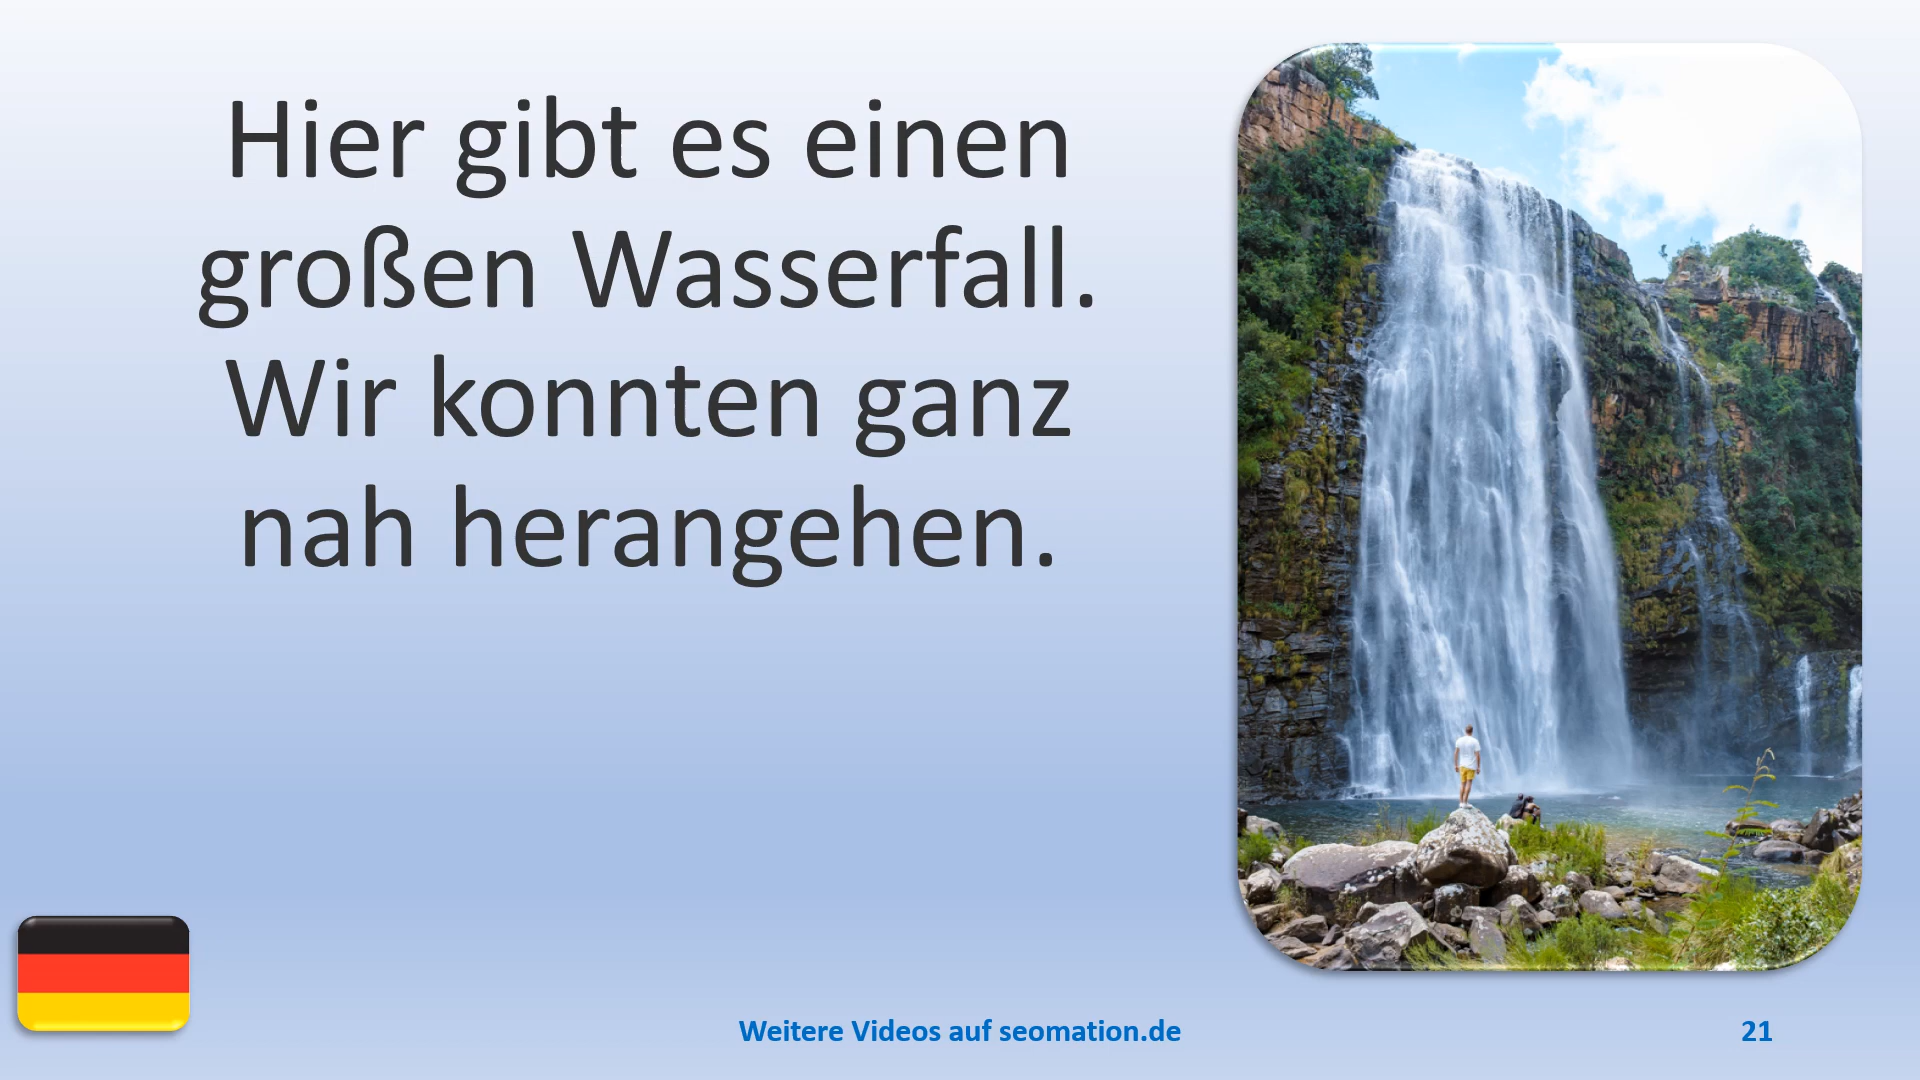 Hier gibt es einen
großen Wasserfall.
Wir konnten ganz
nah herangehen.
Weitere Videos auf seomation.de
21